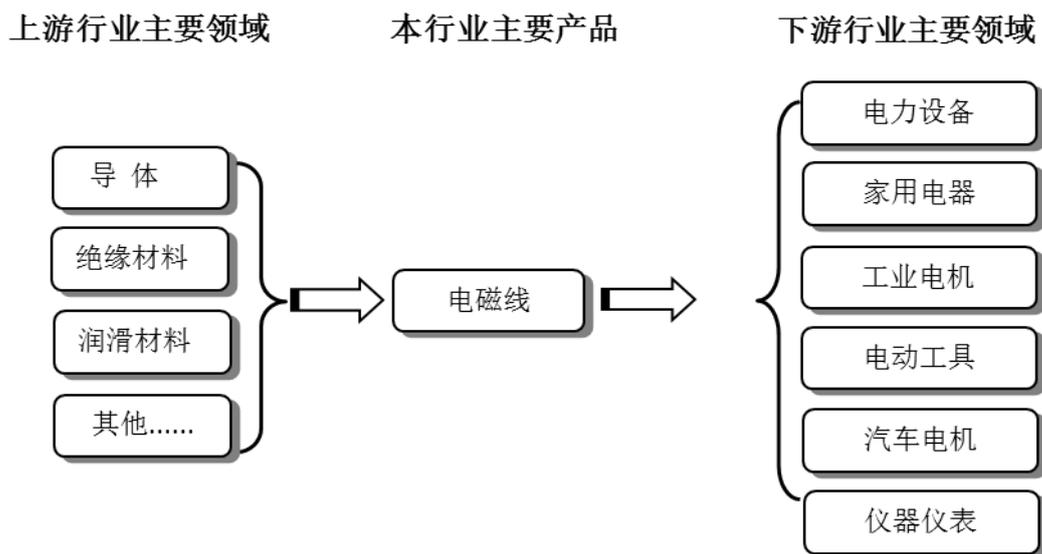 上游行业主要领域
本行业主要产品
下游行业主要领域
导 体
绝缘材料
润滑材料
其他......
电磁线
电力设备
家用电器
工业电机
电动工具
汽车电机
仪器仪表